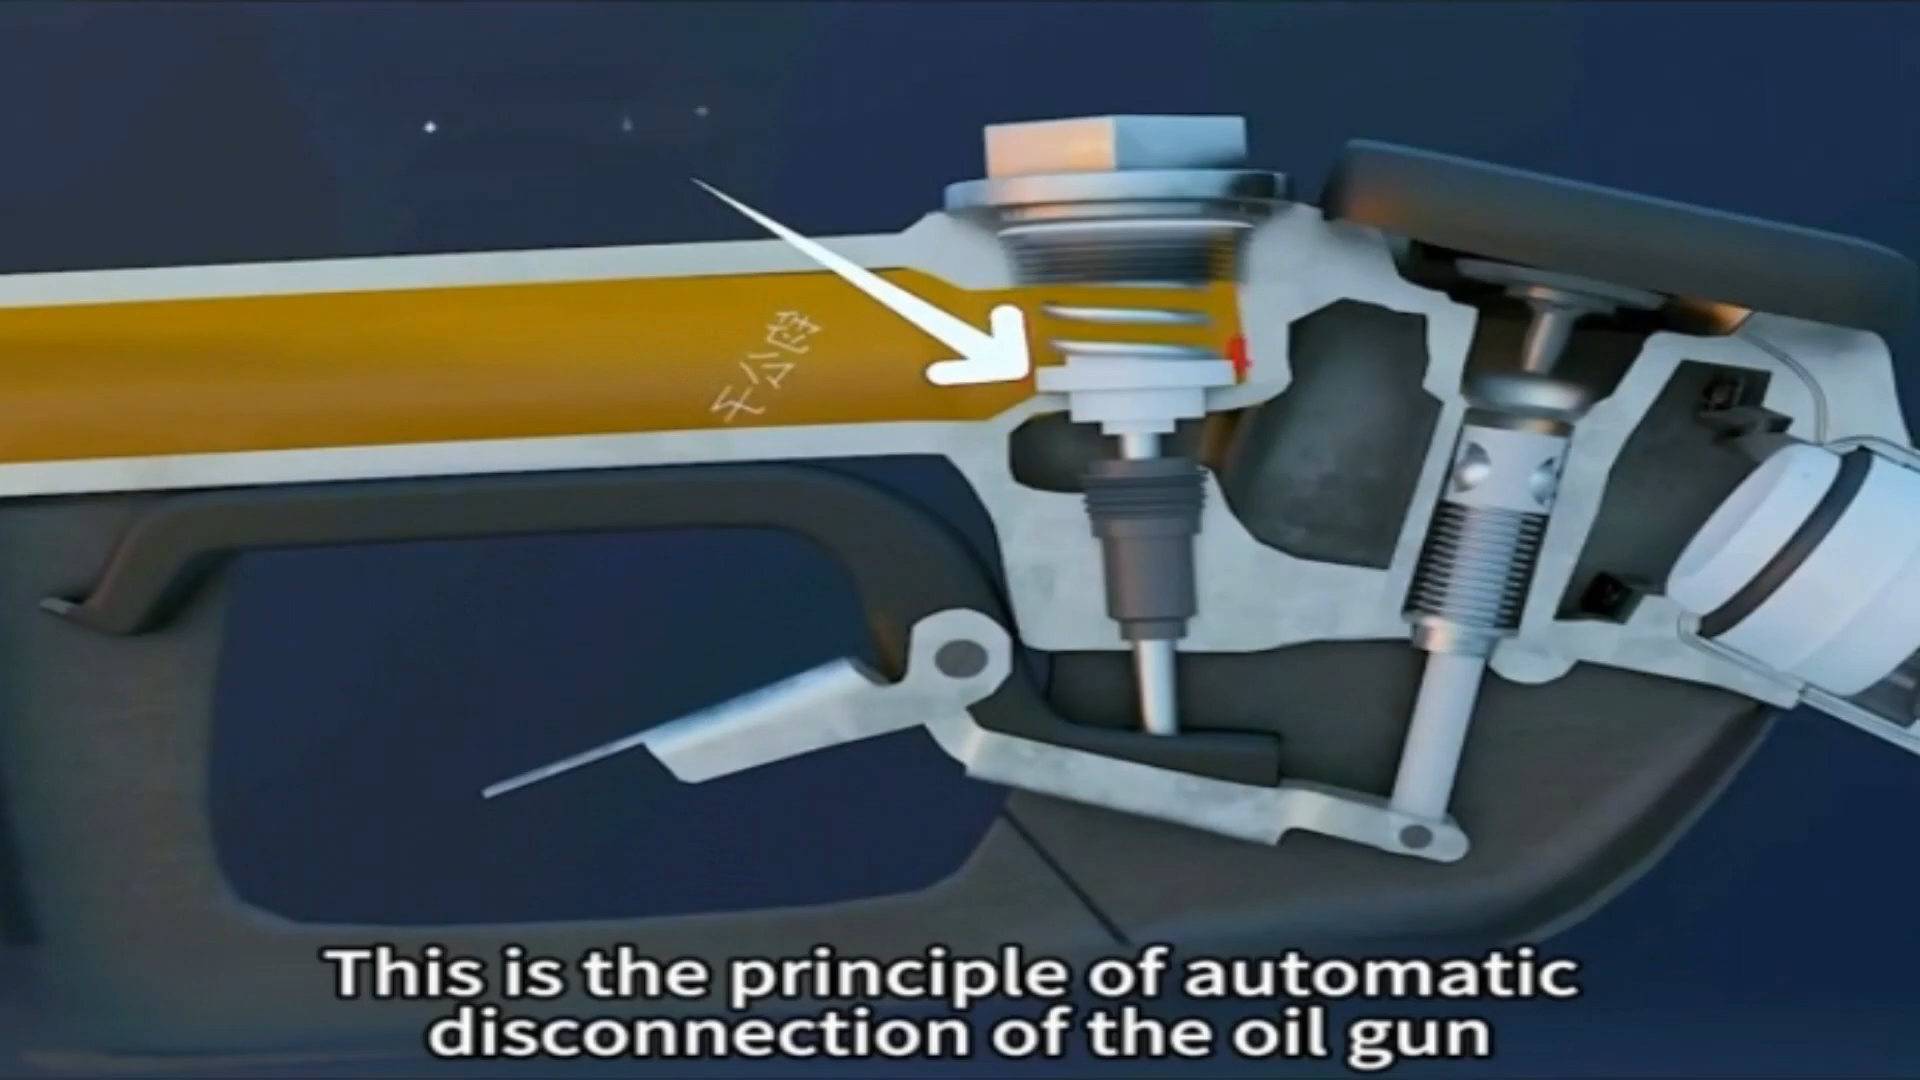 This is the principle of automatic
disconnection of the oil gun